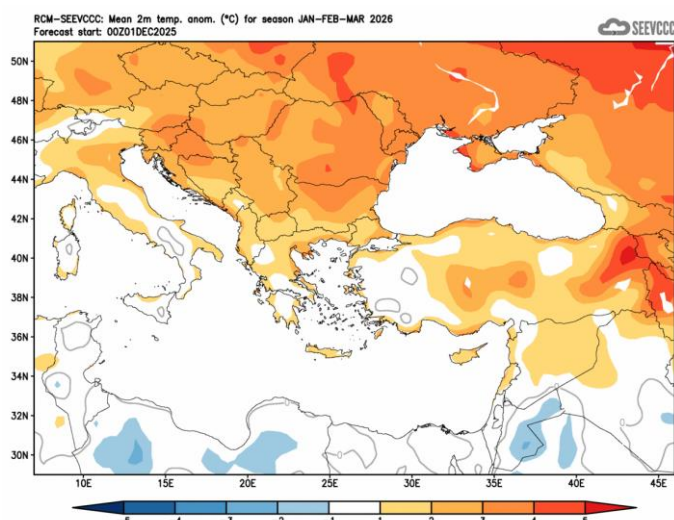 RCM-SEEVCCC: Mean 2m temp. anom. (°C) for season JAN-FEB-MAR 2026
Forecast start: 00Z01DEC2025
SEEVCCC
50N
48N
46N
44N
42N
40N
38N
36N
34N
32N
30N
10E 15E 20E 25E 30E 35E 40E 45E